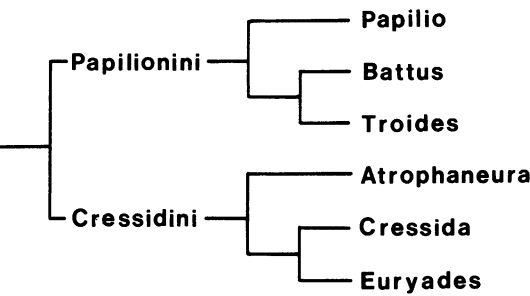 Papilio
Papilionini
Battus
Troides
Atrophaneura
Cressidini
Cressida
Euryades